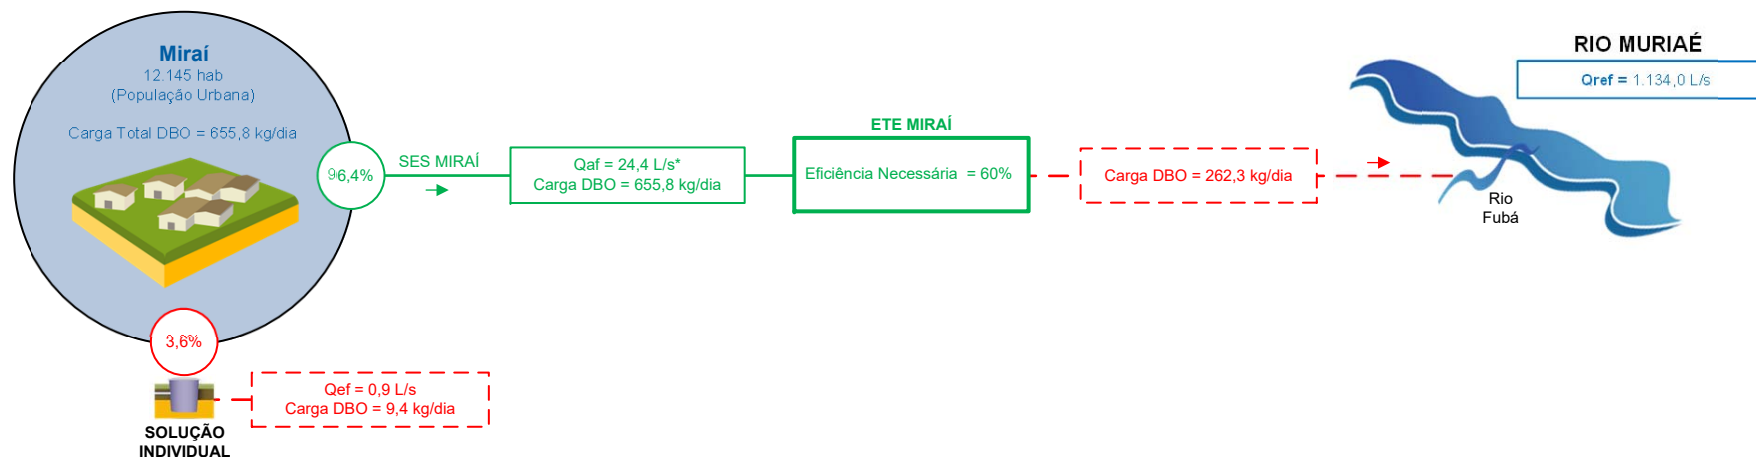 Miraí
12.145 hab
(População Urbana)
Carga Total DBO = 655,8 kg/dia
96,4%
SES MIRAÍ
Qaf = 24,4 L/s*
Carga DBO = 655,8 kg/dia
ETE MIRAÍ
Eficiência Necessária = 60%
Carga DBO = 262,3 kg/dia
RIO MURIAÉ
Qref = 1.134,0 L/s
Rio
Fubá
3,6%
Qef = 0,9 L/s
Carga DBO = 9,4 kg/dia
SOLUÇÃO
INDIVIDUAL